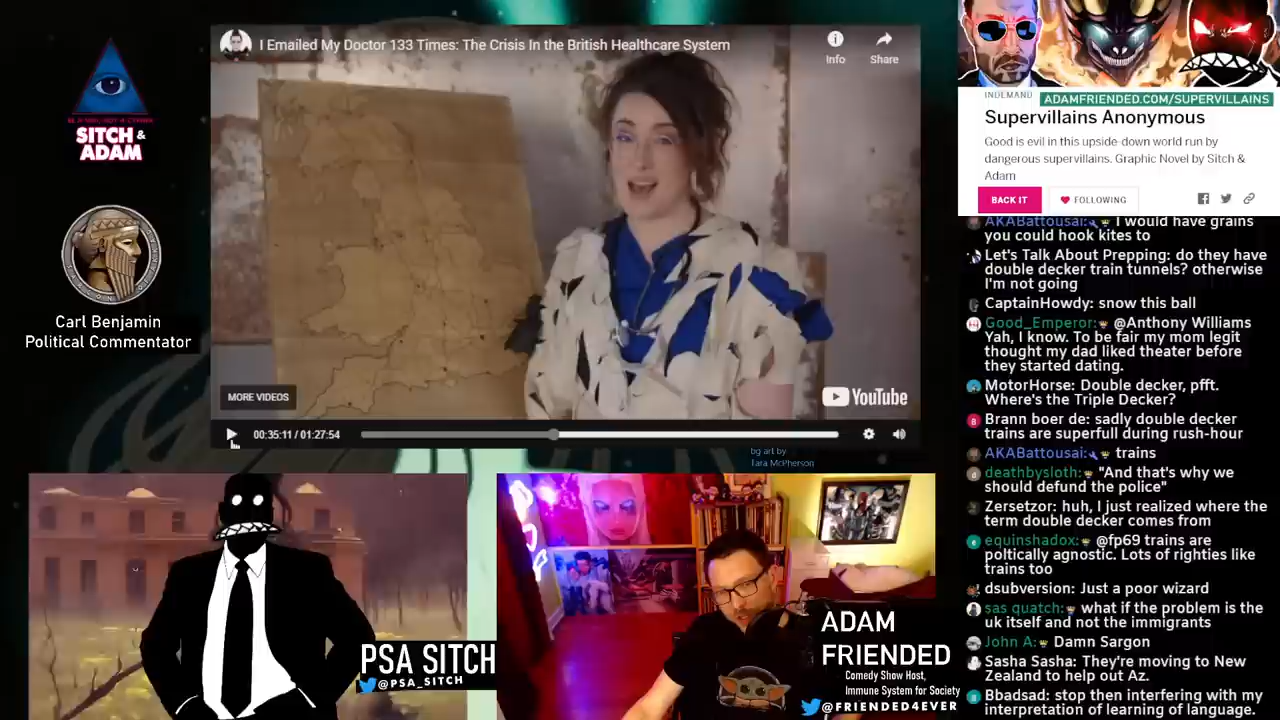 I Emailed My Doctor 133 Times: The Crisis In the British Healthcare System
Info
Share
MORE VIDEOS
YouTube
00:35:11 / 01:27:54
bg art by
Tara McPherson
SITCH &
ADAM
Carl Benjamin
Political Commentator
PSA SITCH
@PSA_SITCH
ADAM
FRIENDED
Comedy Show Host,
Immune System for Society
@FRIENDED4EVER
INDEMAND
ADAMFRIENDED.COM/SUPERVILLAINS
Supervillains Anonymous
Good is evil in this upside-down world run by
dangerous supervillains. Graphic Novel by Sitch &
Adam
BACK IT
FOLLOWING
AKABattousai: I would have grains
you could hook kites to
Let's Talk About Prepping: do they have
double decker train tunnels? otherwise
I'm not going
CaptainHowdy: snow this ball
Good_Emperor: @Anthony Williams
Yah, I know. To be fair my mom legit
thought my dad liked theater before
they started dating.
MotorHorse: Double decker, pfft.
Where's the Triple Decker?
Brann boer de: sadly double decker
trains are superfull during rush-hour
AKABattousai: trains
deathbysloth: "And that's why we
should defund the police"
Zersetzor: huh, I just realized where the
term double decker comes from
equinshadox: @fp69 trains are
poltically agnostic. Lots of righties like
trains too
dsubversion: Just a poor wizard
sas quatch: what if the problem is the
uk itself and not the immigrants
John A: Damn Sargon
Sasha Sasha: They're moving to New
Zealand to help out Az.
Bbadsad: stop then interfering with my
interpretation of learning of language.